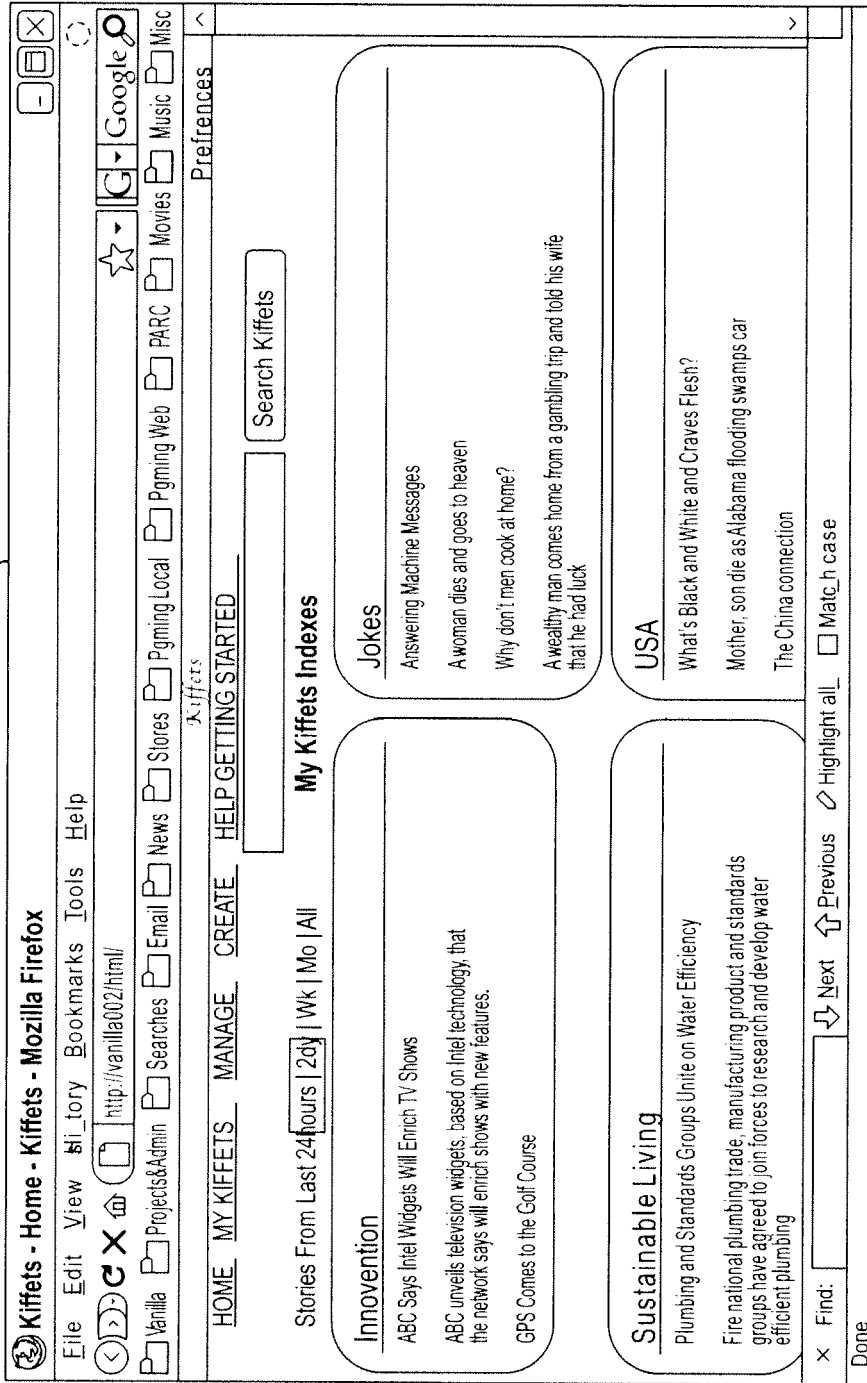 Kiffets - Home - Kiffets - Mozilla Firefox
File Edit View Hi_tory Bookmarks Tools Help
http://vanilla002/html/ G Google
Vanilla Projects&Admin Searches Email News Stores Pgming Local Pgming Web PARC Movies Music Misc
Kiffets Prefrences
HOME MY KIFFETS MANAGE CREATE HELP GETTING STARTED
Search Kiffets
Stories From Last 24hours | 2dy | Wk | Mo | All
My Kiffets Indexes
Innovention
ABC Says Intel Widgets Will Enrich TV Shows
ABC unveils television widgets, based on Intel technology, that
the network says will enrich shows with new features.
GPS Comes to the Golf Course
Jokes
Answering Machine Messages
A woman dies and goes to heaven
Why don't men cook at home?
A wealthy man comes home from a gambling trip and told his wife
that he had luck
Sustainable Living
Plumbing and Standards Groups Unite on Water Efficiency
Fire national plumbing trade, manufacturing product and standards
groups have agreed to join forces to research and develop water
efficient plumbing
USA
What's Black and White and Craves Flesh?
Mother, son die as Alabama flooding swamps car
The China connection
× Find: Next Previous Highlight all_ Matc_h case
Done